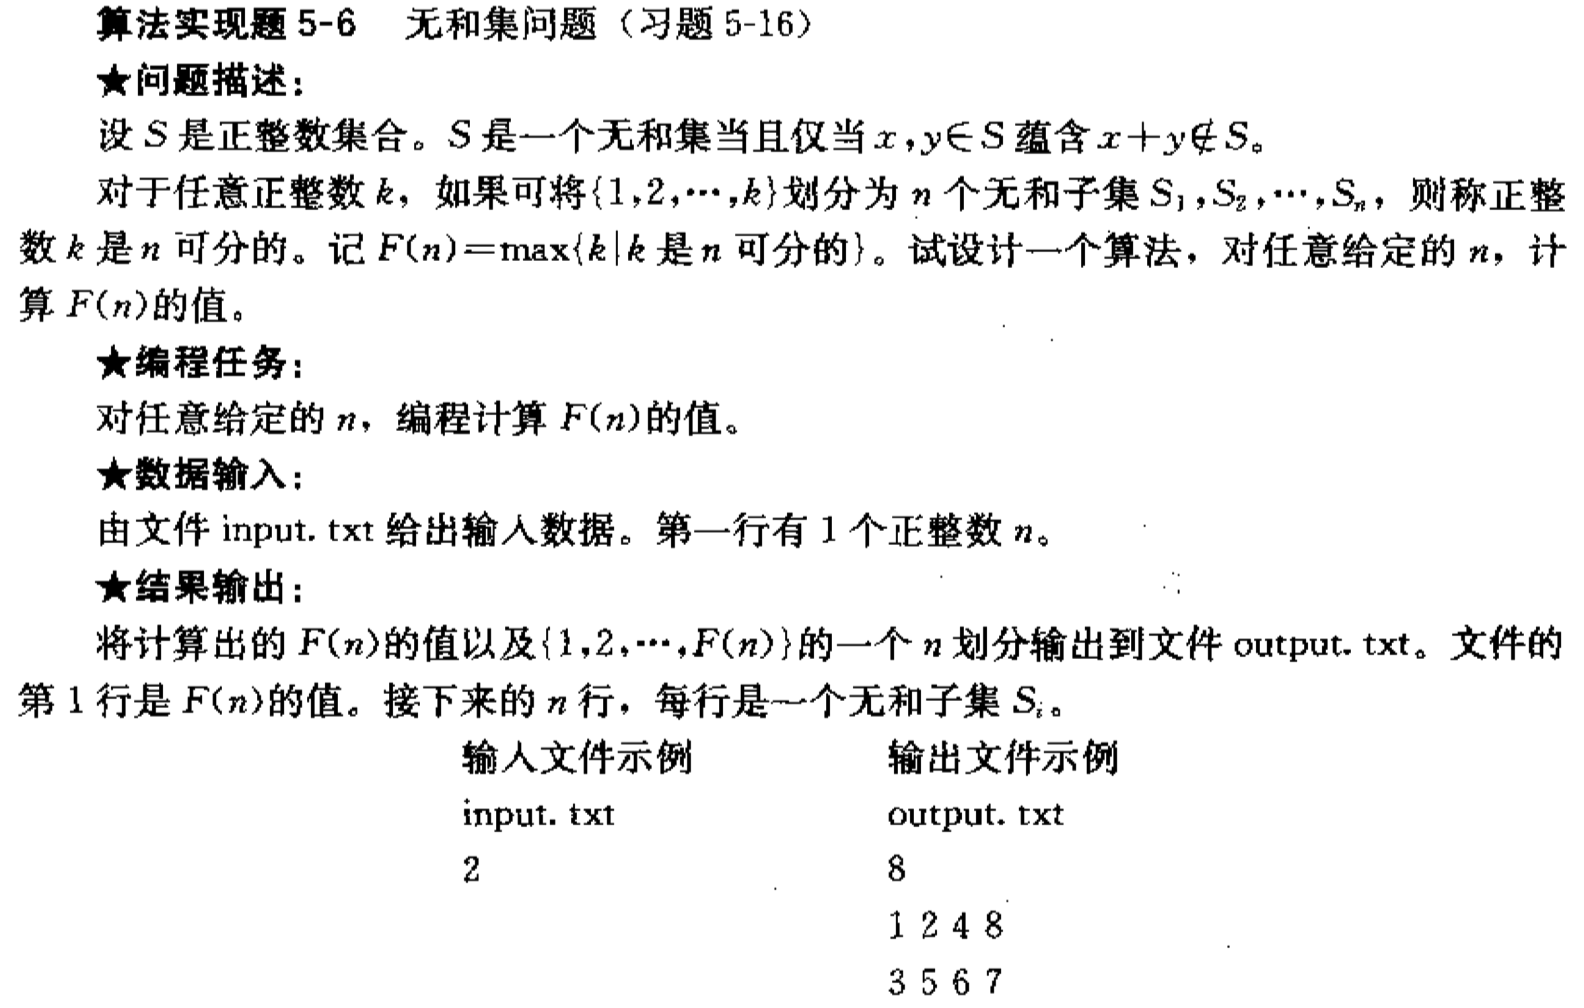 算法实现题 5-6 无和集问题（习题 5-16）
★问题描述：
设 S 是正整数集合。S 是一个无和集当且仅当 x,y∈S 蕴含 x+y∉S。
对于任意正整数 k，如果可将{1,2,…,k}划分为 n 个无和子集 S₁,S₂,…,Sₙ，则称正整
数 k 是 n 可分的。记 F(n)=max{k|k 是 n 可分的}。试设计一个算法，对任意给定的 n，计
算 F(n)的值。
★编程任务：
对任意给定的 n，编程计算 F(n)的值。
★数据输入：
由文件 input. txt 给出输入数据。第一行有 1 个正整数 n。
★结果输出：
将计算出的 F(n)的值以及{1,2,…,F(n)}的一个 n 划分输出到文件 output. txt。文件的
第 1 行是 F(n)的值。接下来的 n 行，每行是一个无和子集 Sᵢ。
输入文件示例 输出文件示例
input. txt output. txt
2 8
1 2 4 8
3 5 6 7